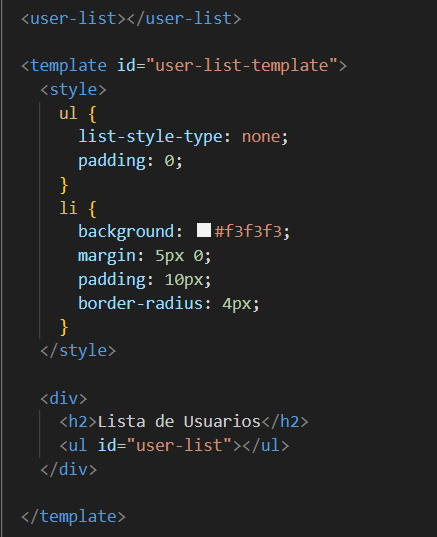 <user-list></user-list>
<template id="user-list-template">
<style>
ul {
list-style-type: none;
padding: 0;
}
li {
background: #f3f3f3;
margin: 5px 0;
padding: 10px;
border-radius: 4px;
}
</style>
<div>
<h2>Lista de Usuarios</h2>
<ul id="user-list"></ul>
</div>
</template>